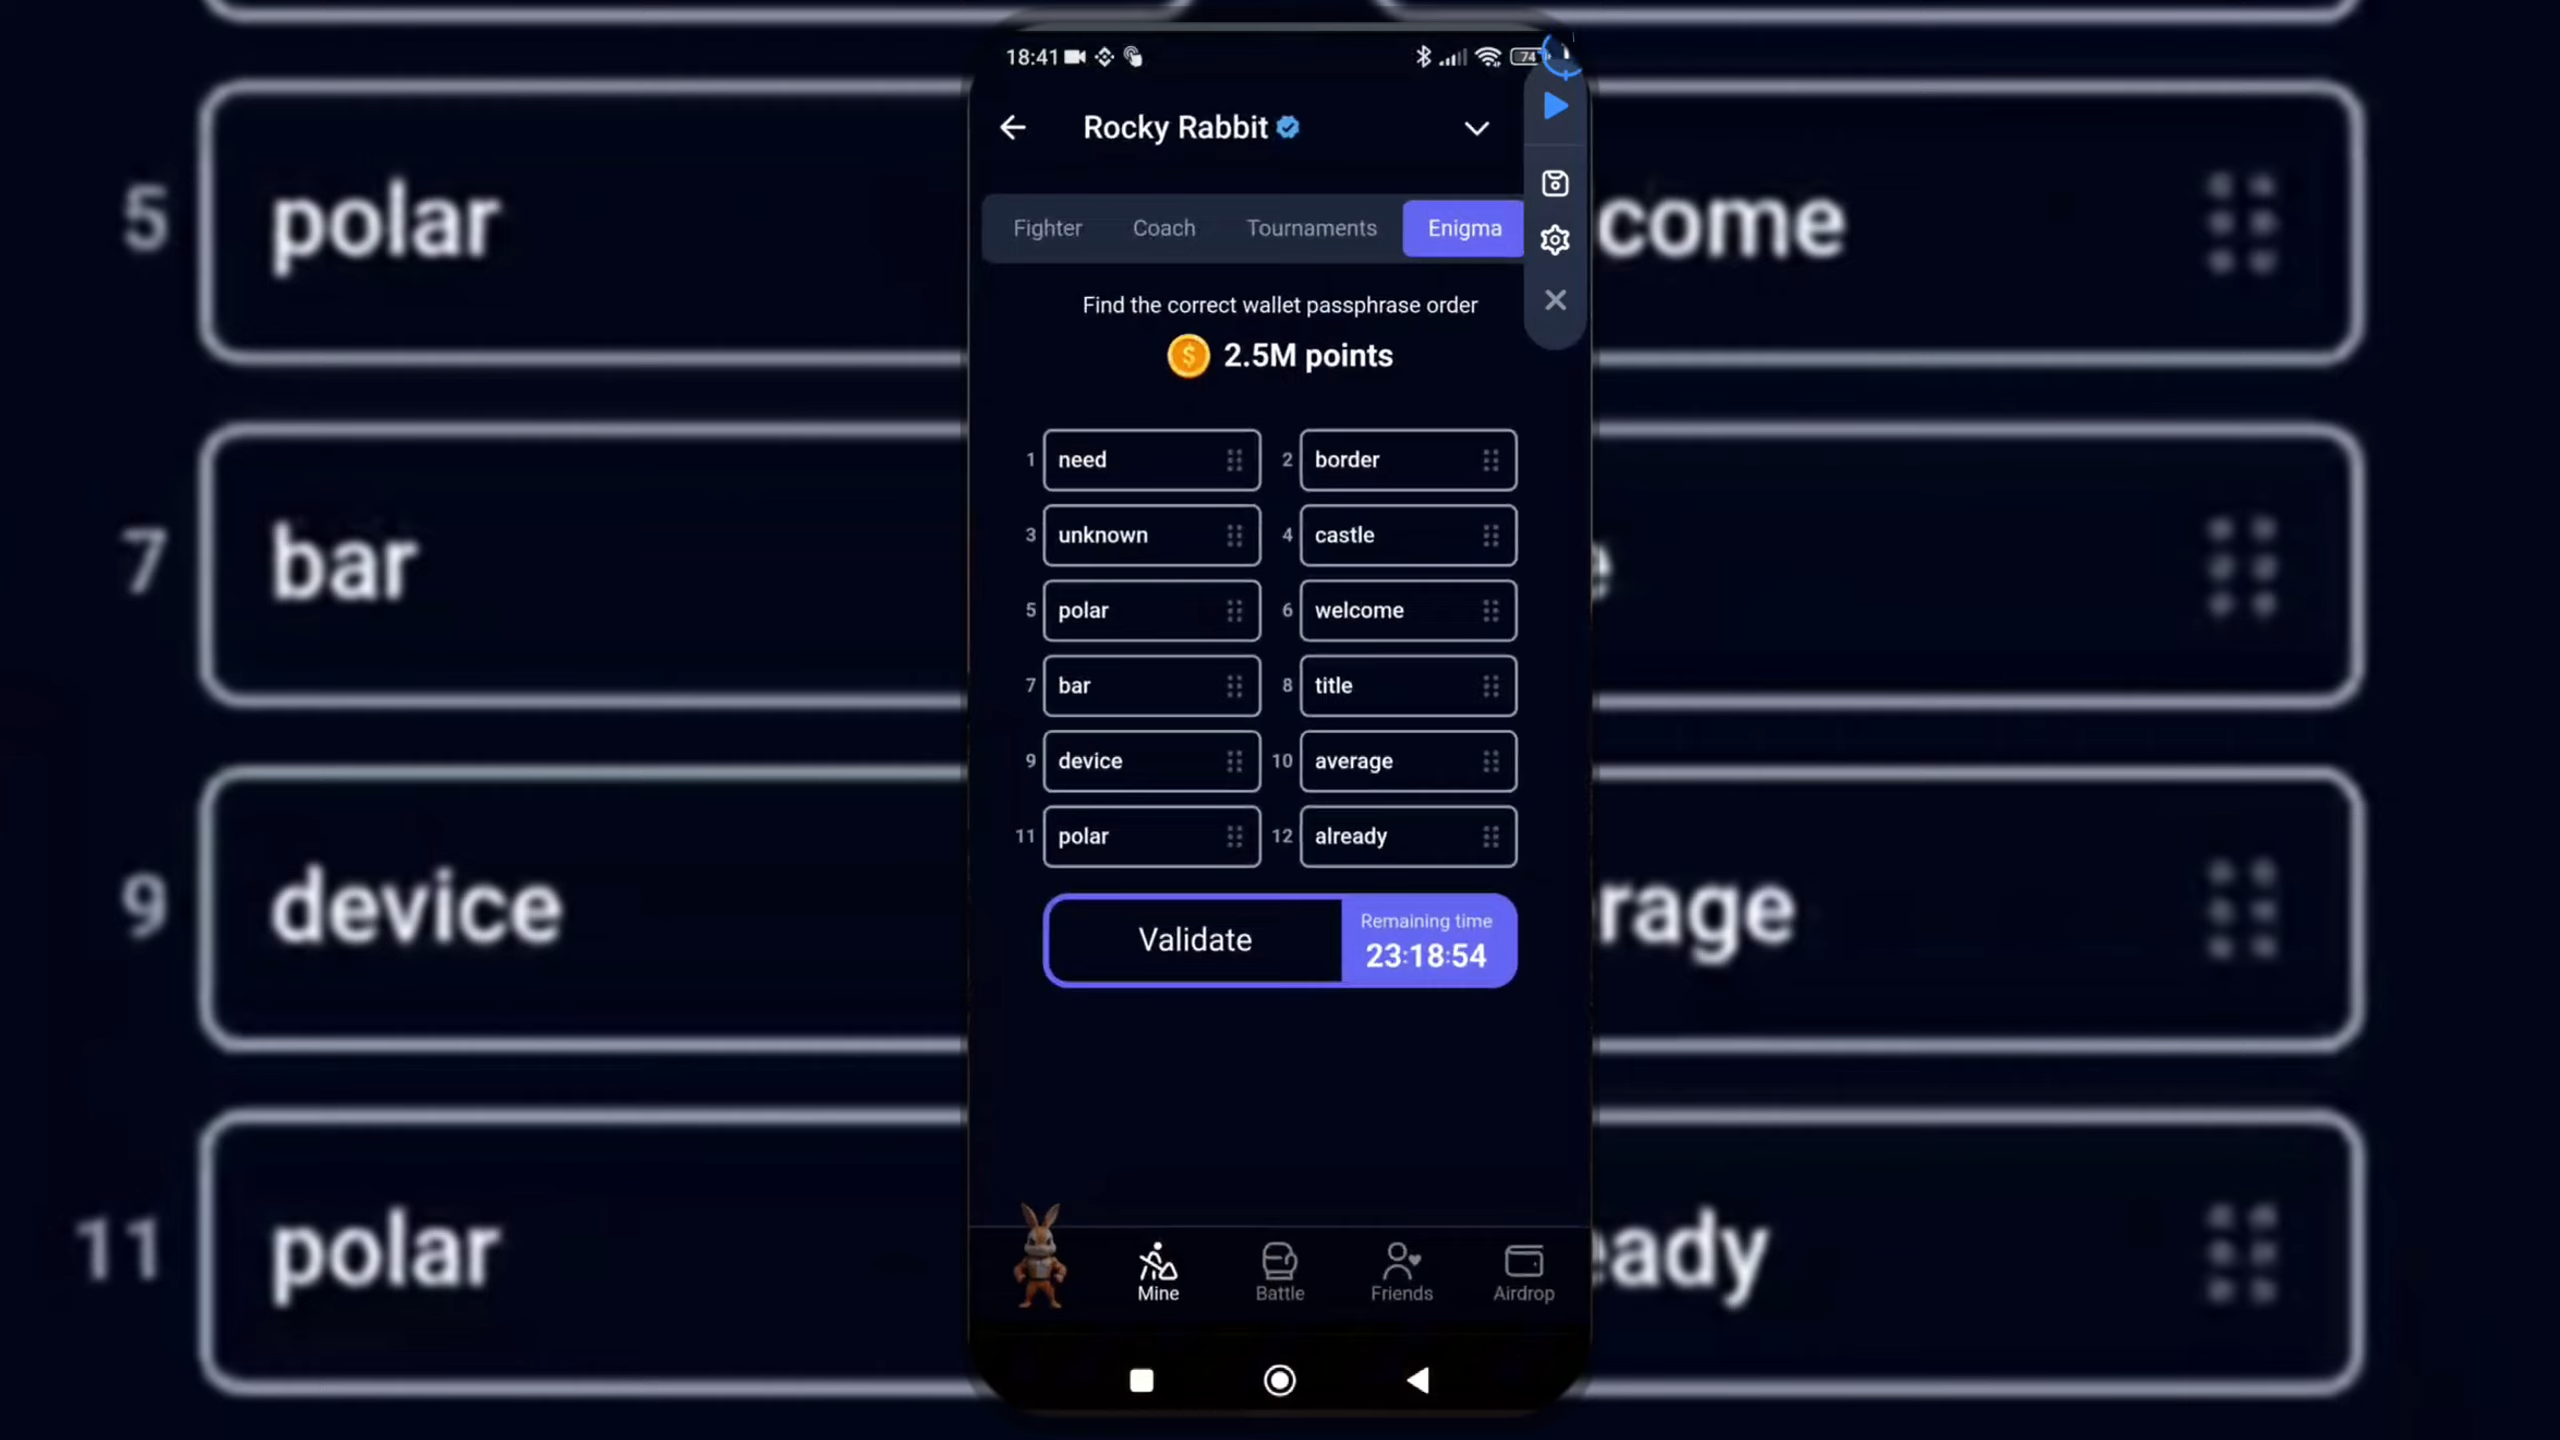 18:41
74
Rocky Rabbit
Fighter Coach Tournaments Enigma
Find the correct wallet passphrase order
$ 2.5M points
1 need 2 border
3 unknown 4 castle
5 polar 6 welcome
7 bar 8 title
9 device 10 average
11 polar 12 already
Validate
Remaining time
23:18:54
Mine Battle Friends Airdrop
5 polar come
7 bar e
9 device rage
11 polar eady